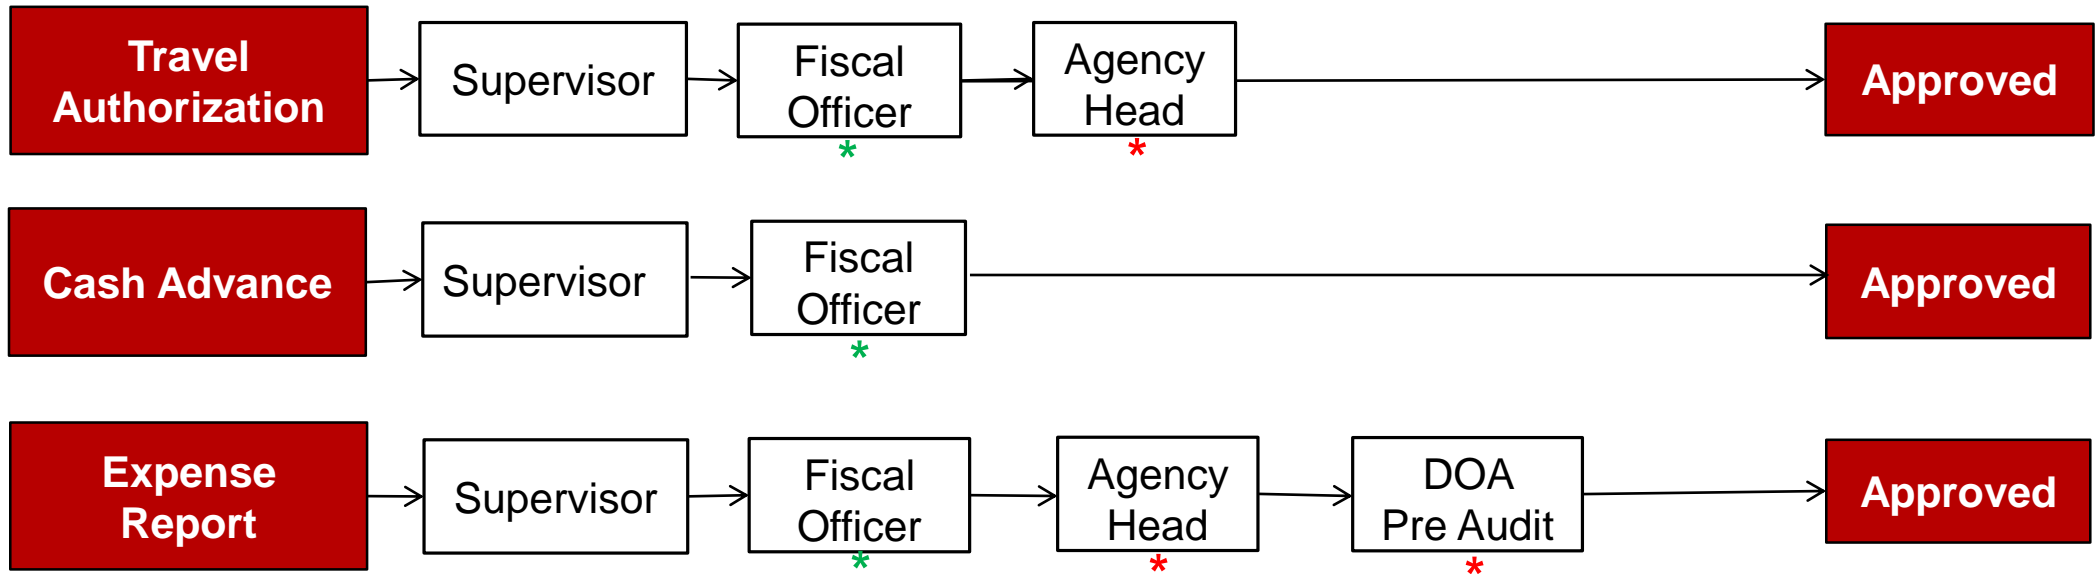 Travel
Authorization
Supervisor
Fiscal
Officer
*
Agency
Head
*
Approved
Cash Advance
Supervisor
Fiscal
Officer
*
Approved
Expense
Report
Supervisor
Fiscal
Officer
*
Agency
Head
*
DOA
Pre Audit
*
Approved